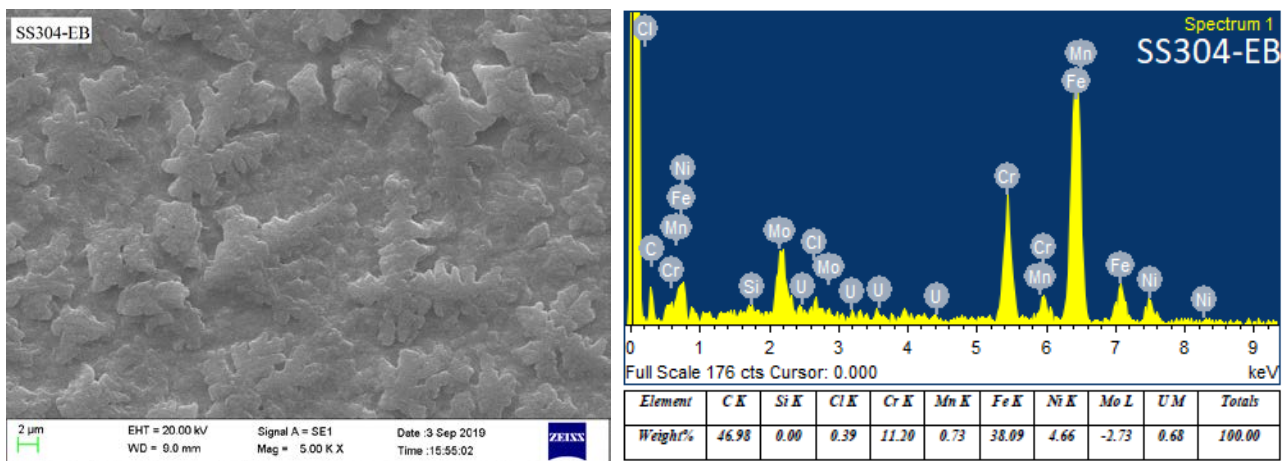 SS304-EB
2 µm
EHT = 20.00 kV
WD = 9.0 mm
Signal A = SE1
Mag = 5.00 K X
Date :3 Sep 2019
Time :15:55:02
ZEISS
Spectrum 1
SS304-EB
Cl
Mn
Fe
Ni
Fe
Mn
C
Cr
Si
Mo
U
Cl
Mo
U
U
U
Cr
Cr
Mn
Fe
Ni
Ni
0 1 2 3 4 5 6 7 8 9
Full Scale 176 cts Cursor: 0.000 keV
Element C K Si K Cl K Cr K Mn K Fe K Ni K Mo L U M Totals
Weight% 46.98 0.00 0.39 11.20 0.73 38.09 4.66 -2.73 0.68 100.00